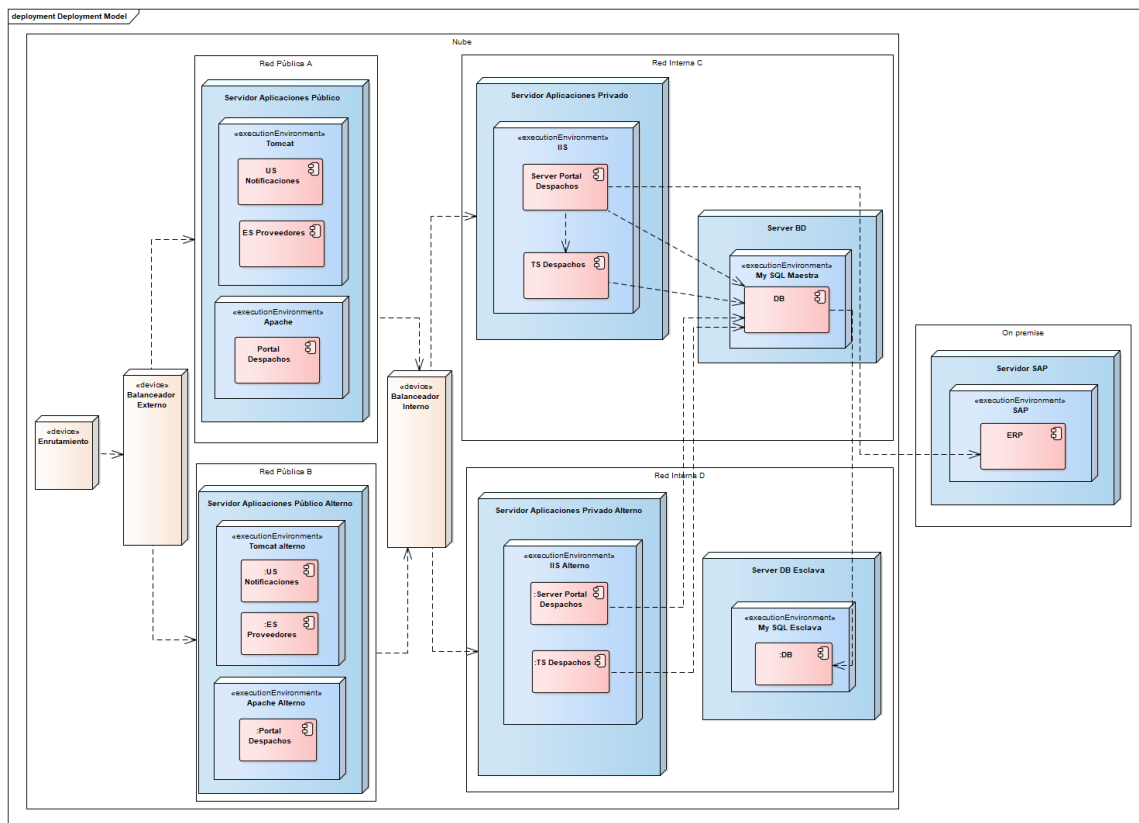 deployment Deployment Model
Nube
Red Pública A
Servidor Aplicaciones Público
«executionEnvironment»
Tomcat
US
Notificaciones
ES Proveedores
«executionEnvironment»
Apache
Portal
Despachos
Red Interna C
Servidor Aplicaciones Privado
«executionEnvironment»
IIS
Server Portal
Despachos
TS Despachos
Server BD
«executionEnvironment»
My SQL Maestra
DB
On premise
Servidor SAP
«executionEnvironment»
SAP
ERP
«device»
Enrutamiento
«device»
Balanceador
Externo
«device»
Balanceador
Interno
Red Pública B
Servidor Aplicaciones Público Alterno
«executionEnvironment»
Tomcat alterno
:US
Notificaciones
:ES
Proveedores
«executionEnvironment»
Apache Alterno
:Portal
Despachos
Red Interna D
Servidor Aplicaciones Privado Alterno
«executionEnvironment»
IIS Alterno
:Server Portal
Despachos
:TS Despachos
Server DB Esclava
«executionEnvironment»
My SQL Esclava
:DB